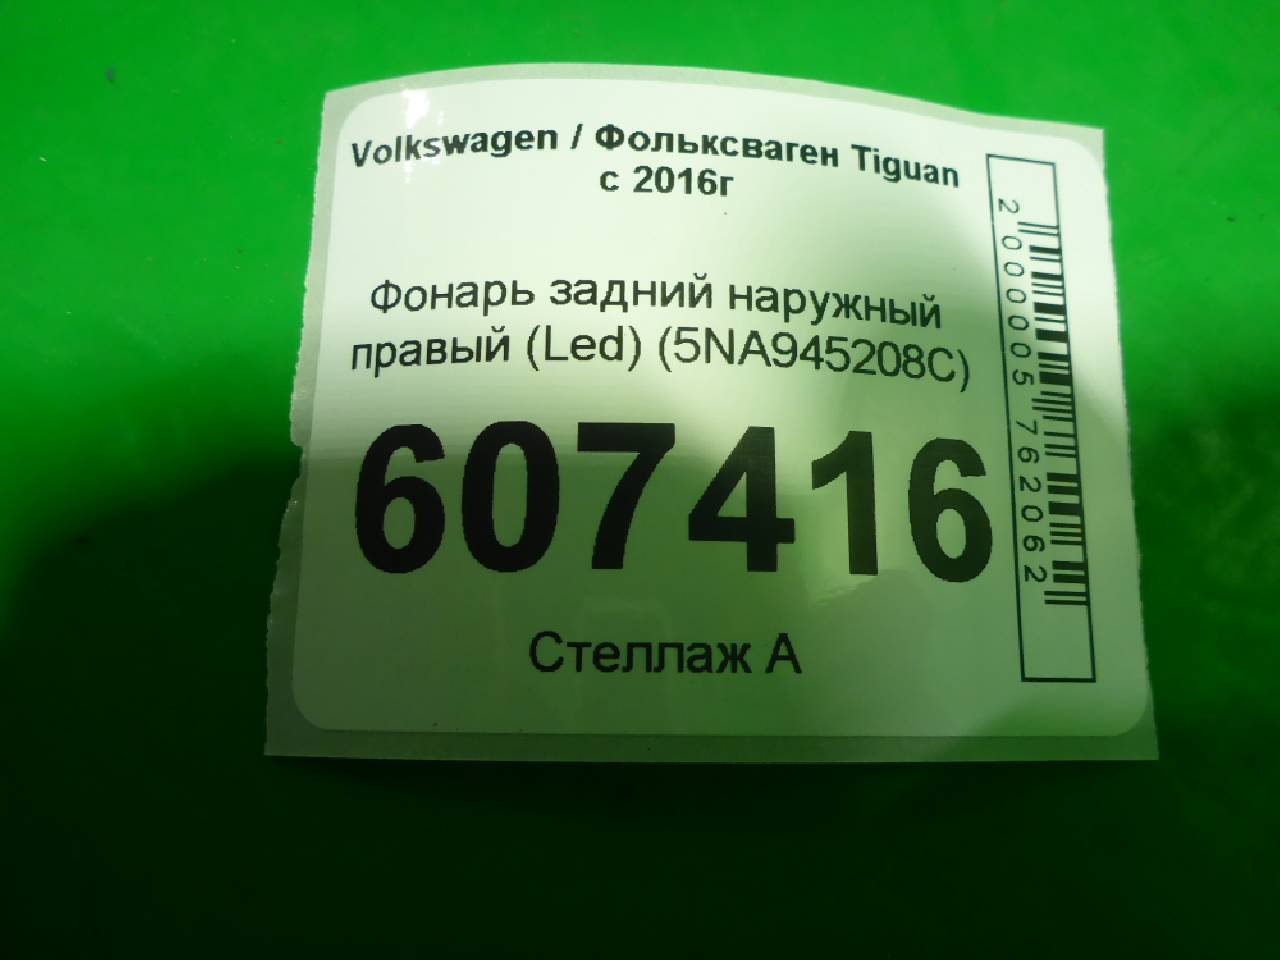 Volkswagen / Фольксваген Tiguan
с 2016г
Фонарь задний наружный
правый (Led) (5NA945208C)
607416
Стеллаж А
2000005762062